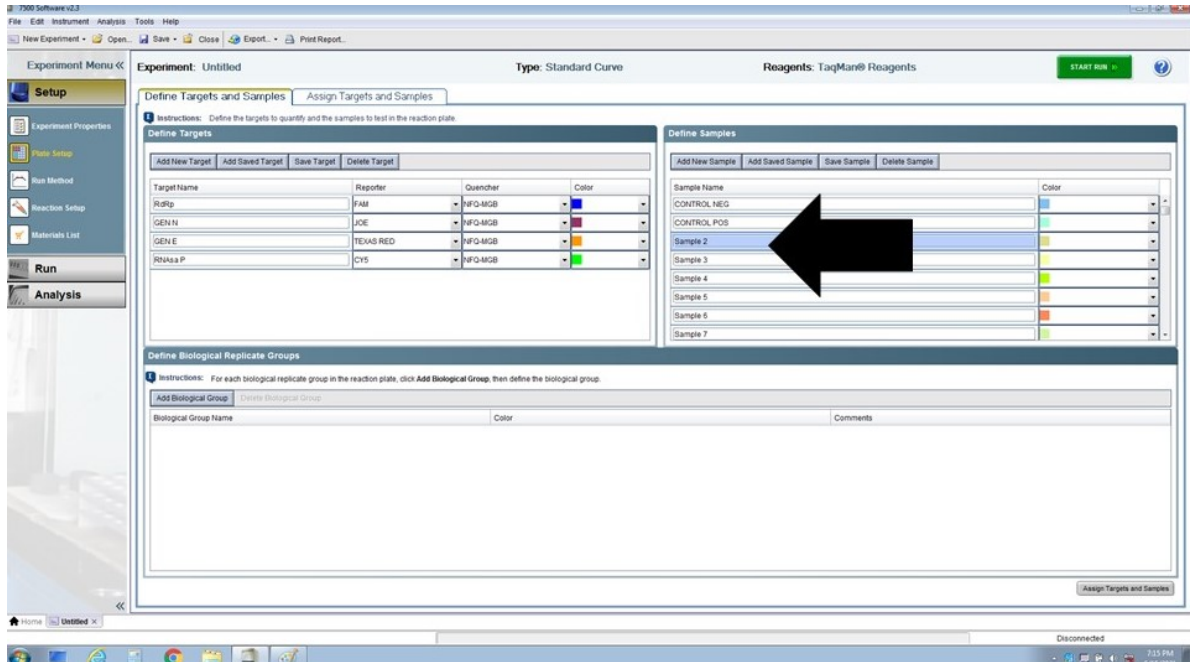 7500 Software v2.3
File Edit Instrument Analysis Tools Help
New Experiment Open... Save Close Export... Print Report...
Experiment Menu «
Experiment: Untitled Type: Standard Curve Reagents: TaqMan® Reagents START RUN
Setup
Experiment Properties
Plate Setup
Run Method
Reaction Setup
Materials List
Run
Analysis
Define Targets and Samples Assign Targets and Samples
Instructions: Define the targets to quantify and the samples to test in the reaction plate.
Define Targets
Add New Target Add Saved Target Save Target Delete Target
Target Name Reporter Quencher Color
RdRp FAM NFQ-MGB
GEN N JOE NFQ-MGB
GEN E TEXAS RED NFQ-MGB
RNAsa P CY5 NFQ-MGB
Define Samples
Add New Sample Add Saved Sample Save Sample Delete Sample
Sample Name Color
CONTROL NEG
CONTROL POS
Sample 2
Sample 3
Sample 4
Sample 5
Sample 6
Sample 7
Define Biological Replicate Groups
Instructions: For each biological replicate group in the reaction plate, click Add Biological Group, then define the biological group.
Add Biological Group Delete Biological Group
Biological Group Name Color Comments
Assign Targets and Samples
«
Home Untitled ×
Disconnected
7:15 PM